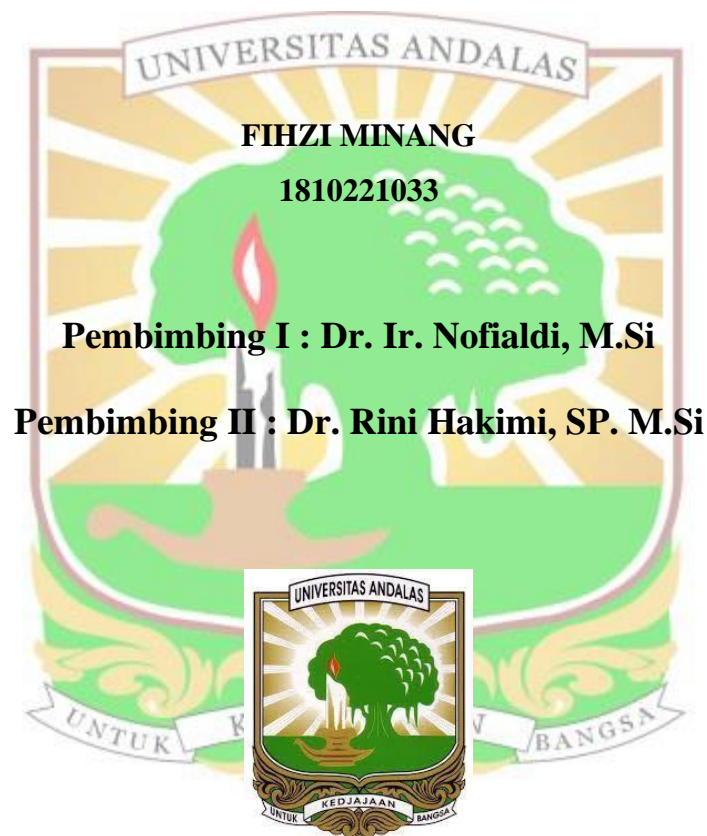 UNIVERSITAS ANDALAS
FIHZI MINANG
1810221033
Pembimbing I : Dr. Ir. Nofialdi, M.Si
Pembimbing II : Dr. Rini Hakimi, SP. M.Si
UNIVERSITAS ANDALAS
UNTUK K N BANGSA
UNTUK KEDJAJAAN BANGSA